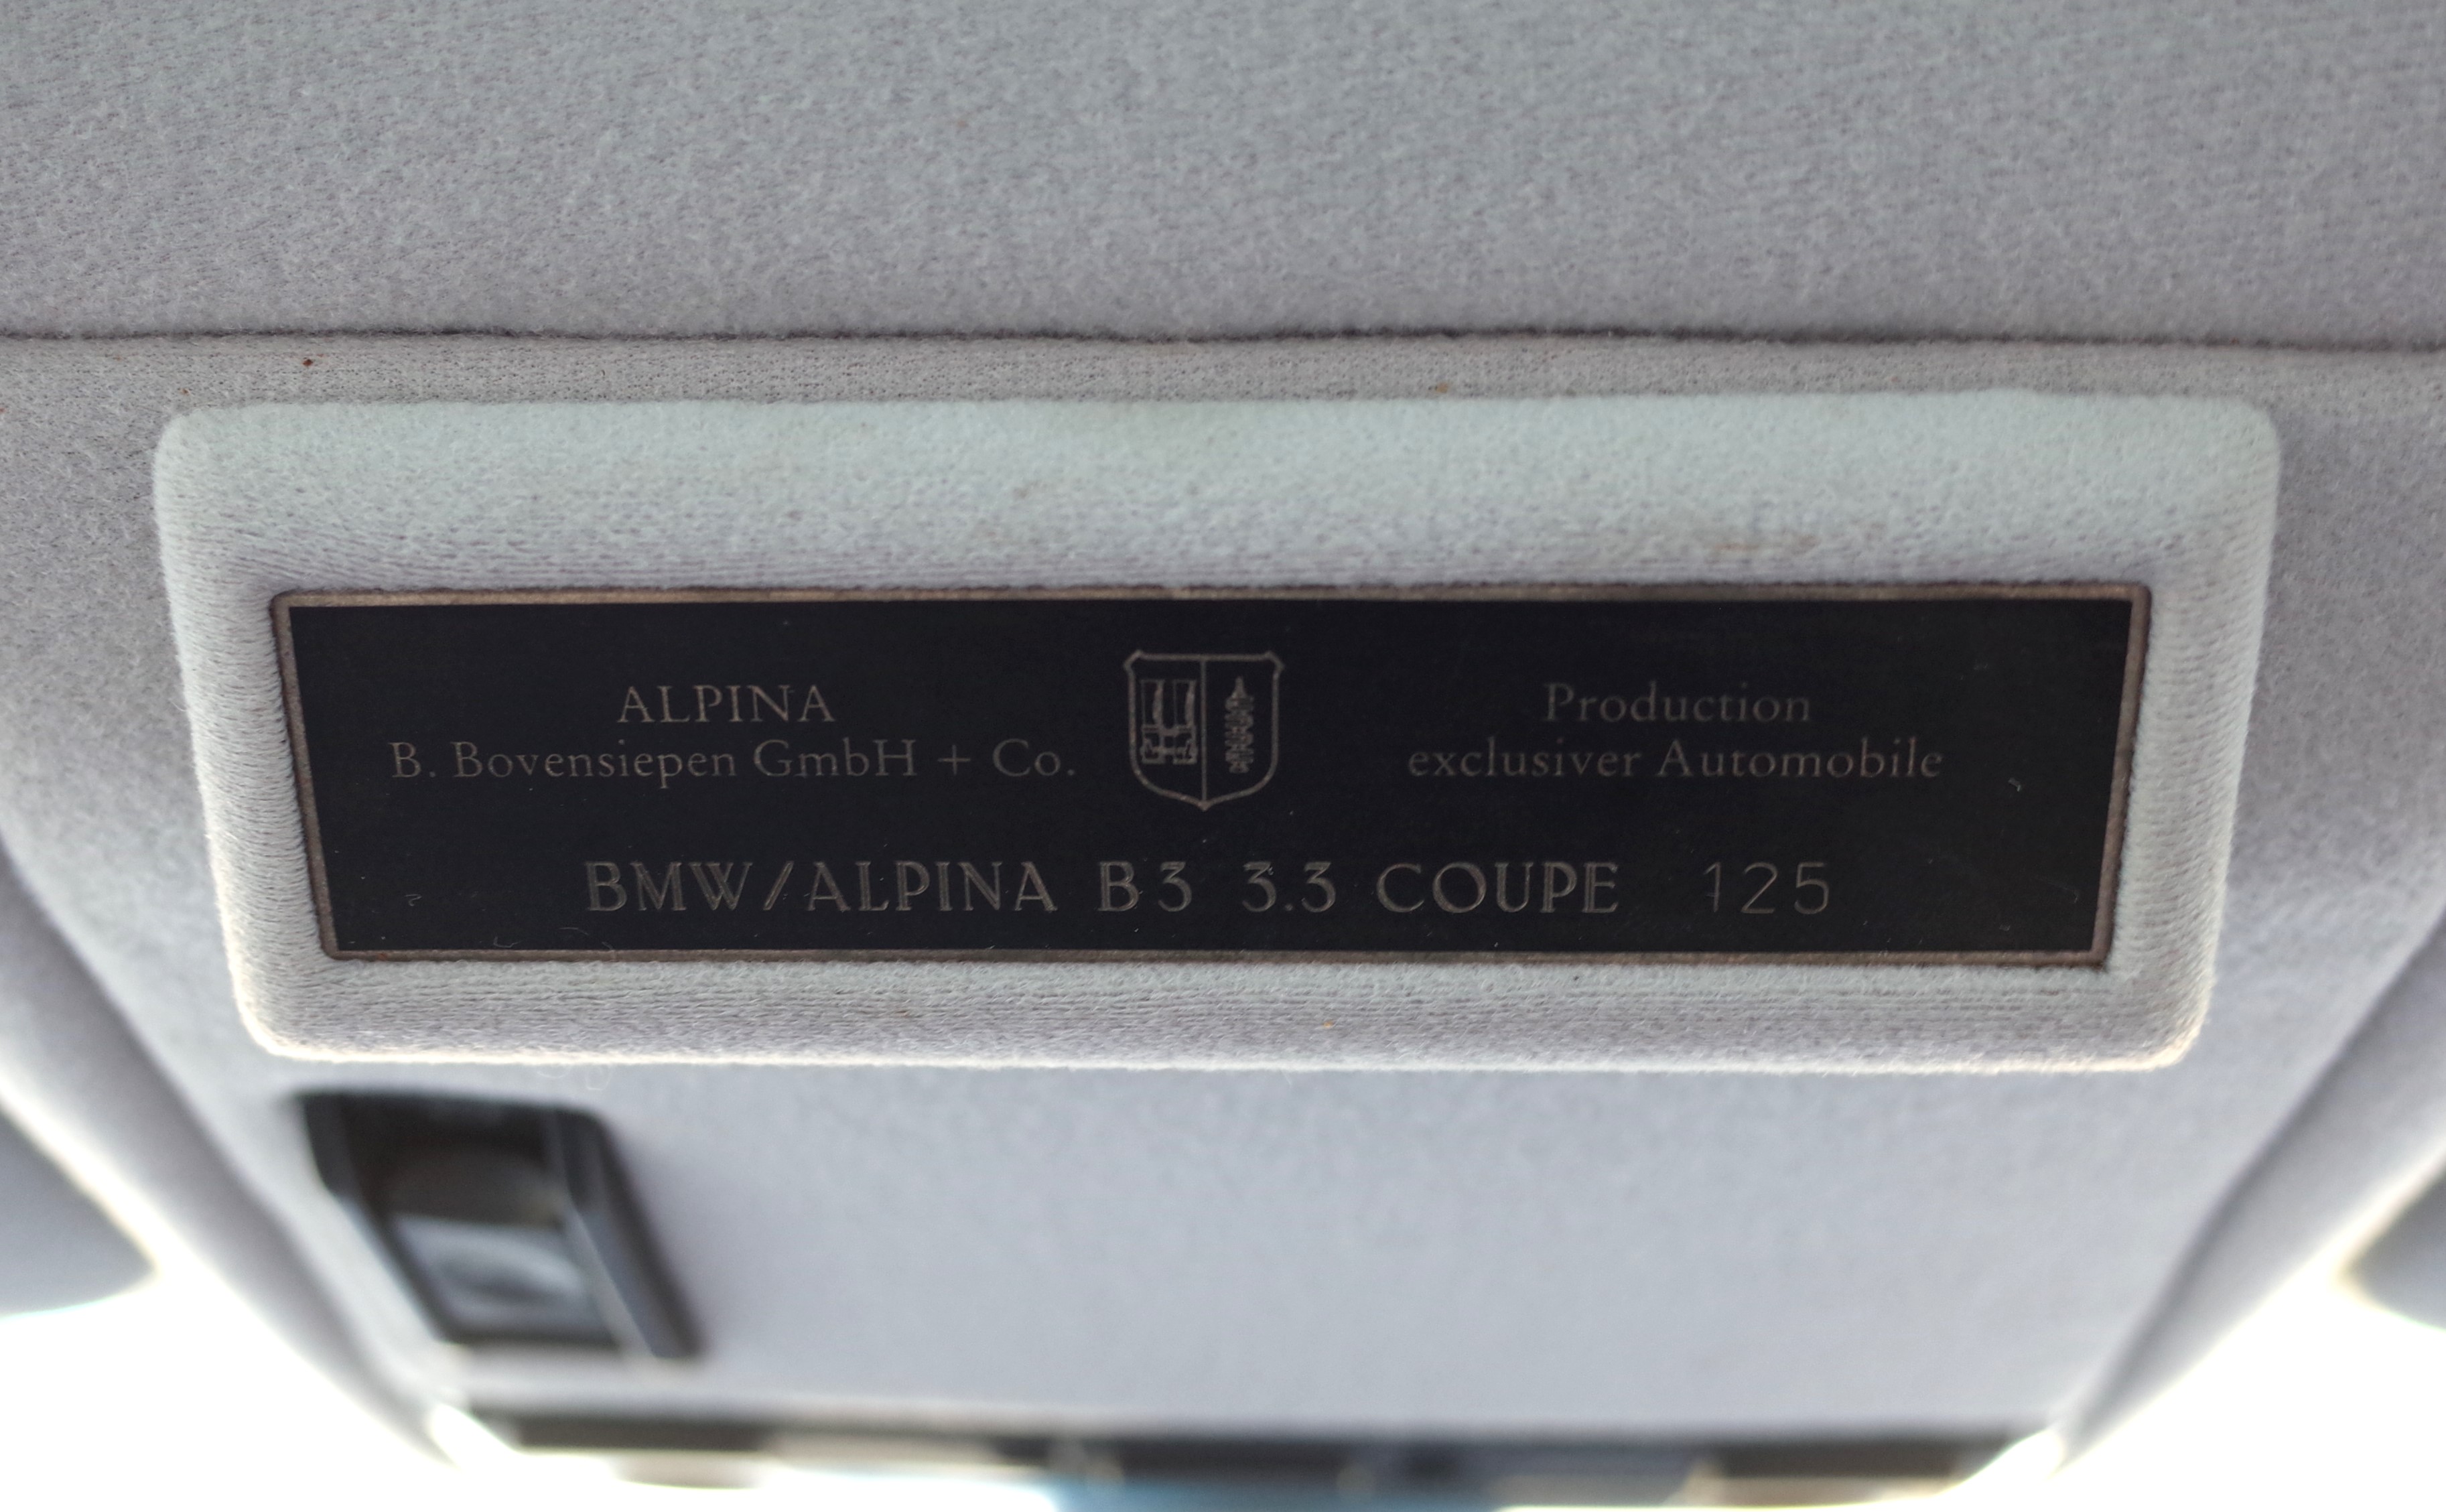 ALPINA
B. Bovensiepen GmbH + Co.
Production
exclusiver Automobile
BMW/ALPINA B3 3.3 COUPE 125